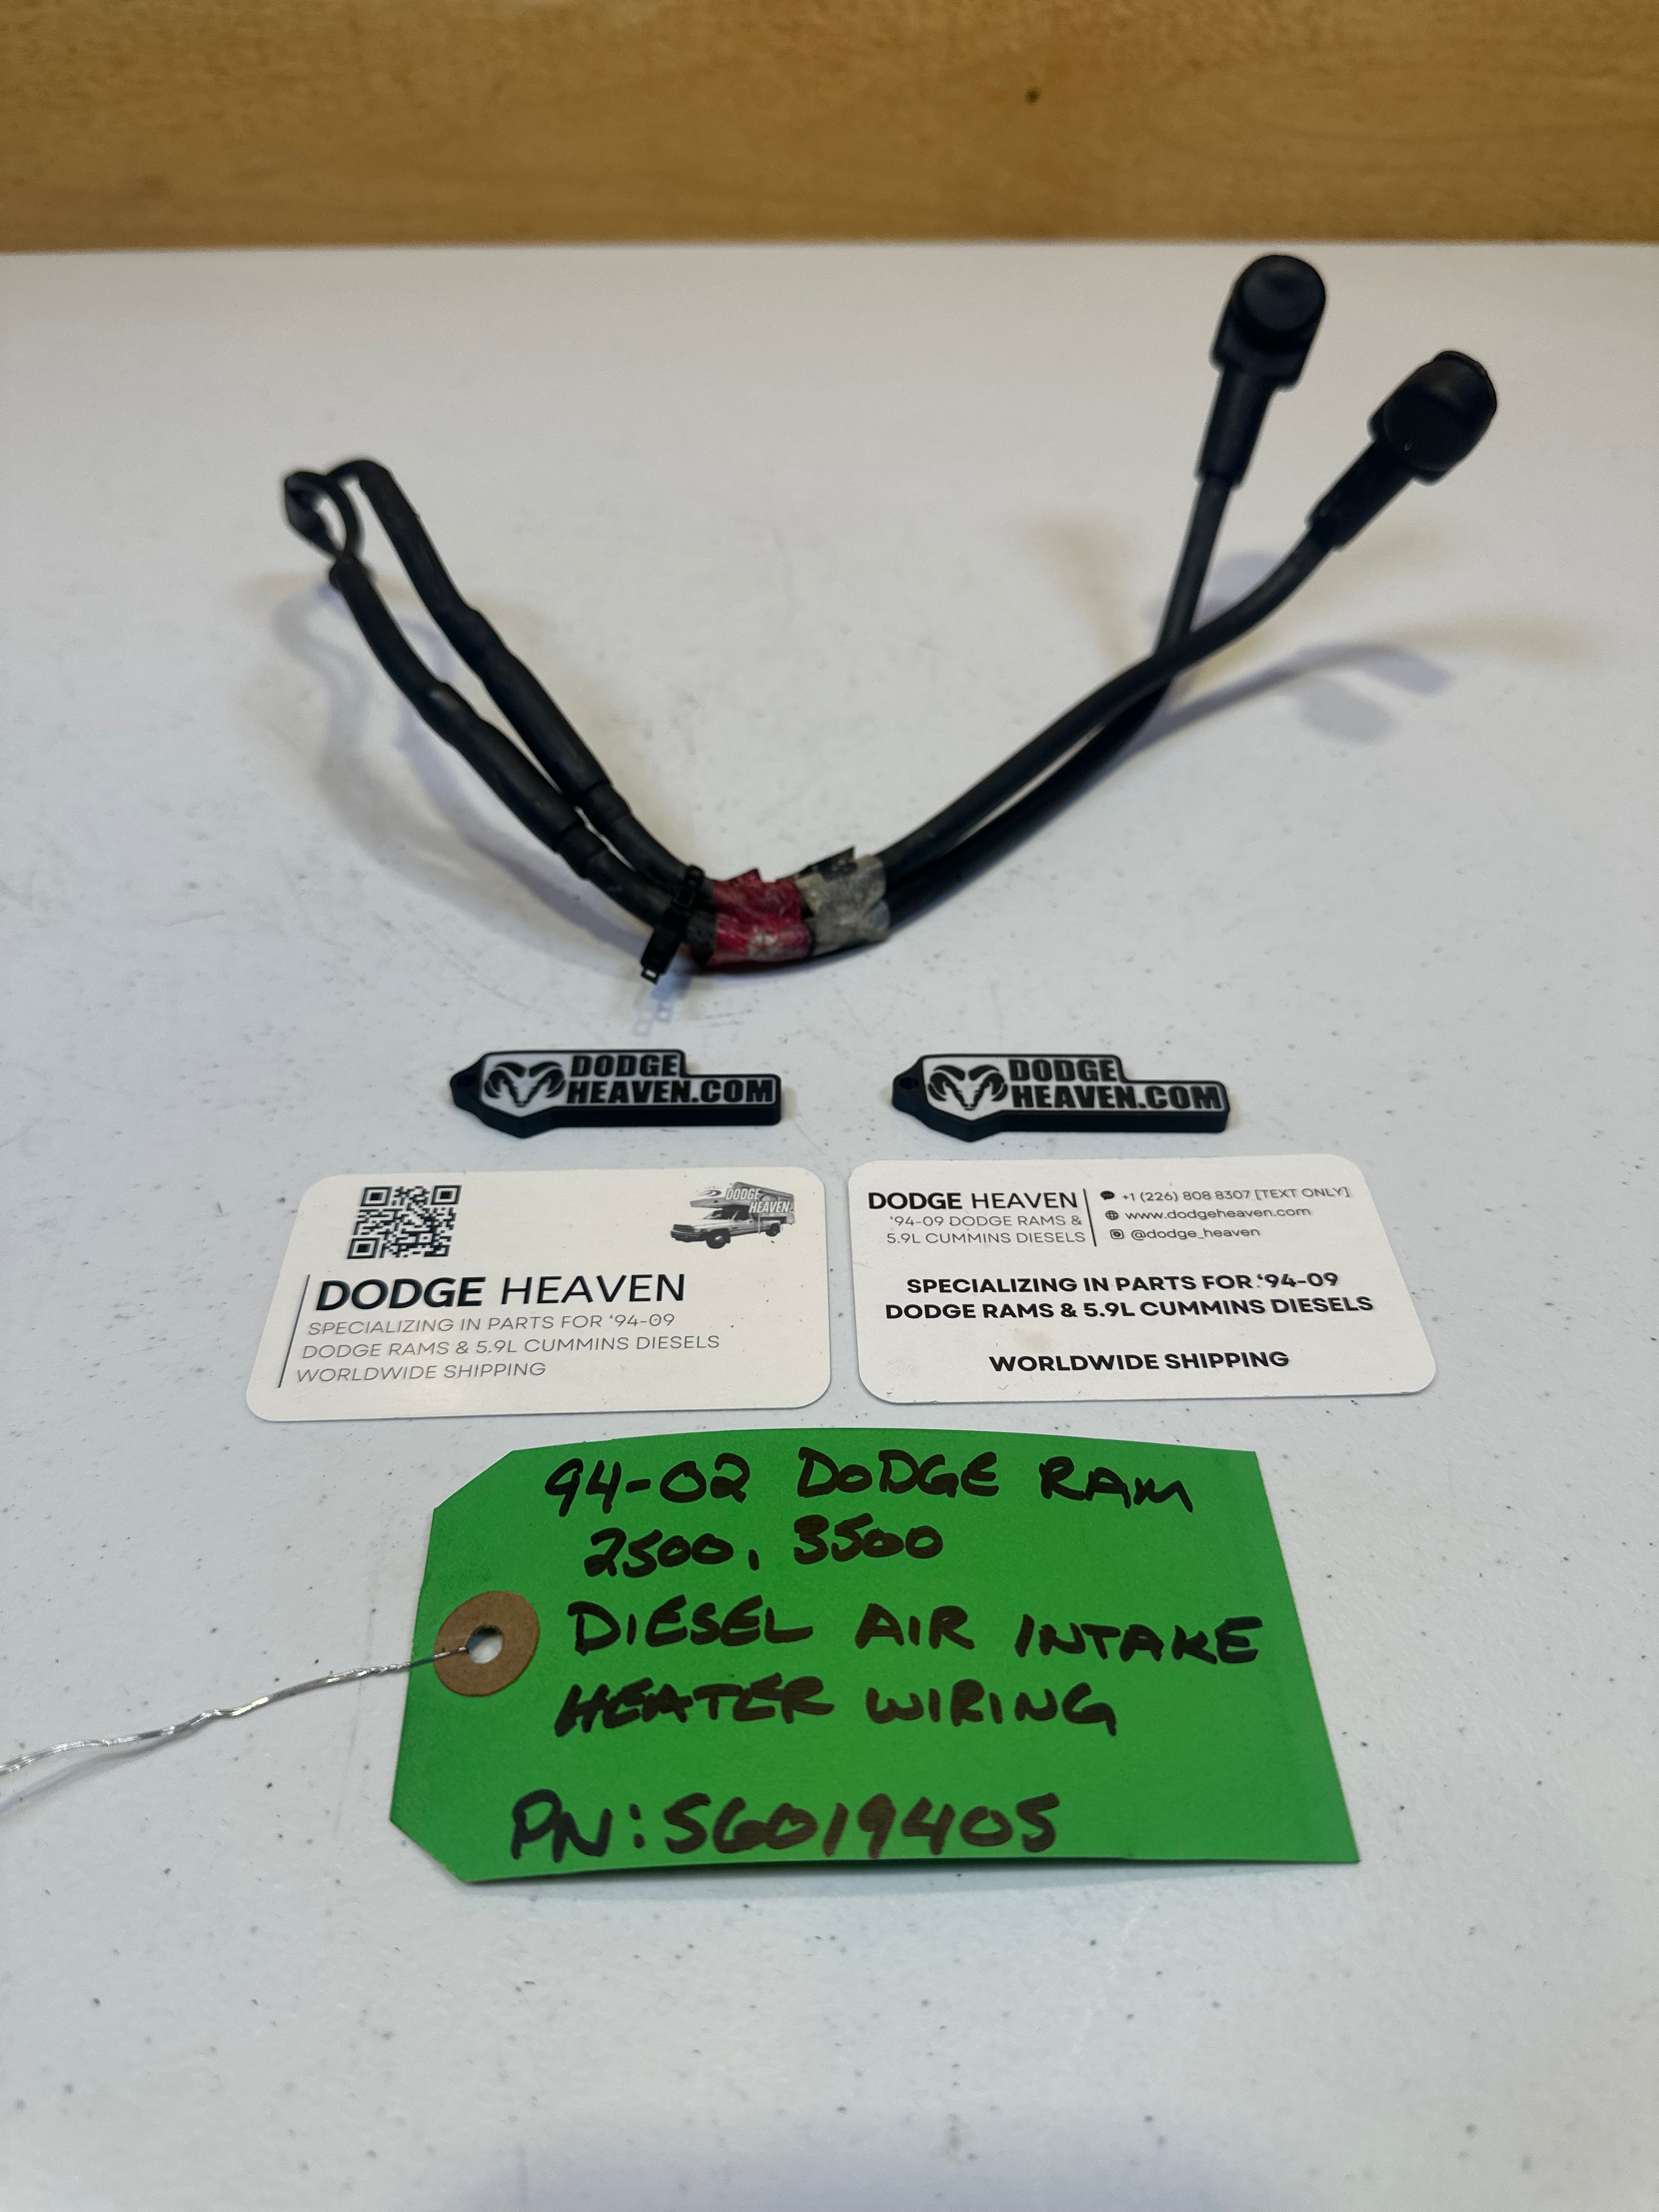 DODGE
HEAVEN.COM
DODGE
HEAVEN.COM
DODGE
HEAVEN
DODGE HEAVEN
SPECIALIZING IN PARTS FOR ‘94-09
DODGE RAMS & 5.9L CUMMINS DIESELS
WORLDWIDE SHIPPING
DODGE HEAVEN
‘94-09 DODGE RAMS &
5.9L CUMMINS DIESELS
+1 (226) 808 8307 [TEXT ONLY]
www.dodgeheaven.com
@dodge_heaven
SPECIALIZING IN PARTS FOR ‘94-09
DODGE RAMS & 5.9L CUMMINS DIESELS
WORLDWIDE SHIPPING
94-02 DODGE RAM
2500, 3500
DIESEL AIR INTAKE
HEATER WIRING
PN: 56019405